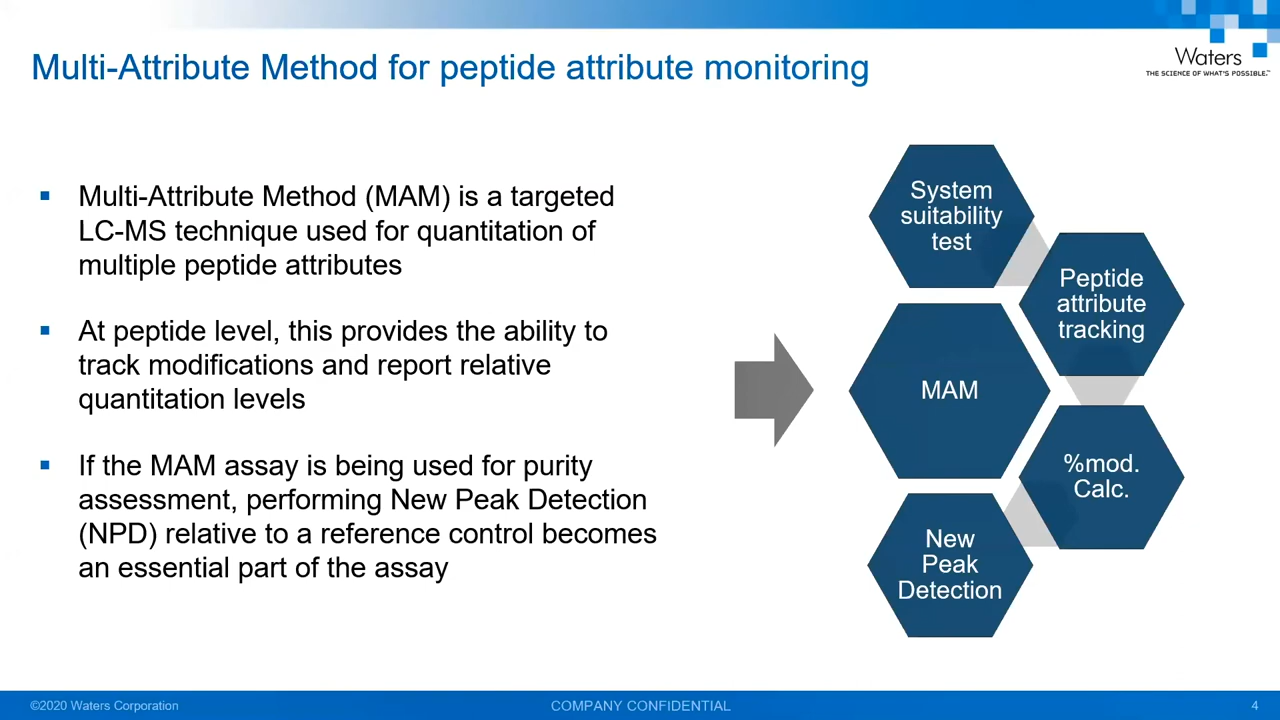 Waters
THE SCIENCE OF WHAT'S POSSIBLE.™
Multi-Attribute Method for peptide attribute monitoring
▪ Multi-Attribute Method (MAM) is a targeted
LC-MS technique used for quantitation of
multiple peptide attributes
▪ At peptide level, this provides the ability to
track modifications and report relative
quantitation levels
▪ If the MAM assay is being used for purity
assessment, performing New Peak Detection
(NPD) relative to a reference control becomes
an essential part of the assay
System
suitability
test
Peptide
attribute
tracking
MAM
%mod.
Calc.
New
Peak
Detection
©2020 Waters Corporation
COMPANY CONFIDENTIAL
4